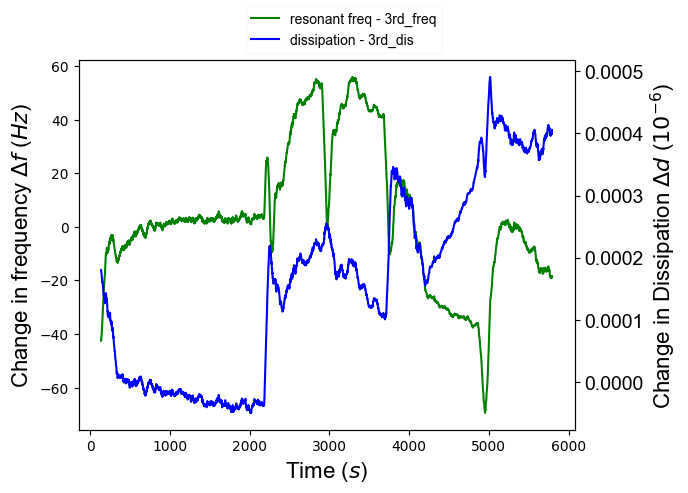 resonant freq - 3rd_freq
dissipation - 3rd_dis
60
40
20
0
−20
−40
−60
Change in frequency Δf (Hz)
0.0005
0.0004
0.0003
0.0002
0.0001
0.0000
Change in Dissipation Δd (10⁻⁶)
0 1000 2000 3000 4000 5000 6000
Time (s)